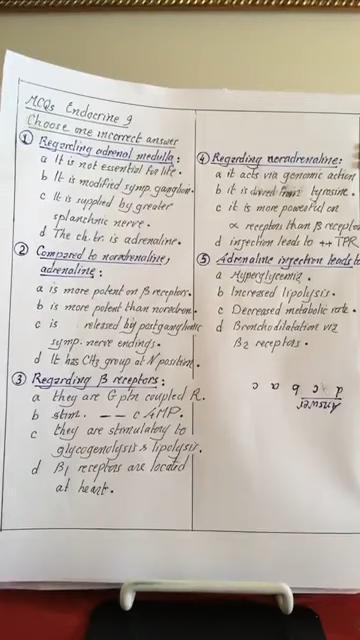 MCQs Endocrine 9
Choose one incorrect answer
① Regarding adrenal medulla:
a It is not essential for life.
b It is modified symp. ganglion.
c It is supplied by greater
splanchnic nerve.
d The ch. tr. is adrenaline.
② Compared to noradrenaline,
adrenaline:
a is more potent on β receptors.
b is more potent than noradren.
c is released by postganglionic
symp. nerve endings.
d It has CH3 group at N position.
③ Regarding β receptors:
a they are G ptn coupled R.
b stim. — — c AMP.
c they are stimulatory to
glycogenolysis & lipolysis.
d β1 receptors are located
at heart.
④ Regarding noradrenaline:
a it acts via genomic action
b it is derived from tyrosine.
c it is more powerful on
α receptors than β receptor
d injection lead to ++ TPR.
⑤ Adrenaline injection leads to
a Hyperglycemia.
b Increased lipolysis.
c Decreased metabolic rate.
d Bronchodilatation via
β2 receptors.
Answer
d c b a c